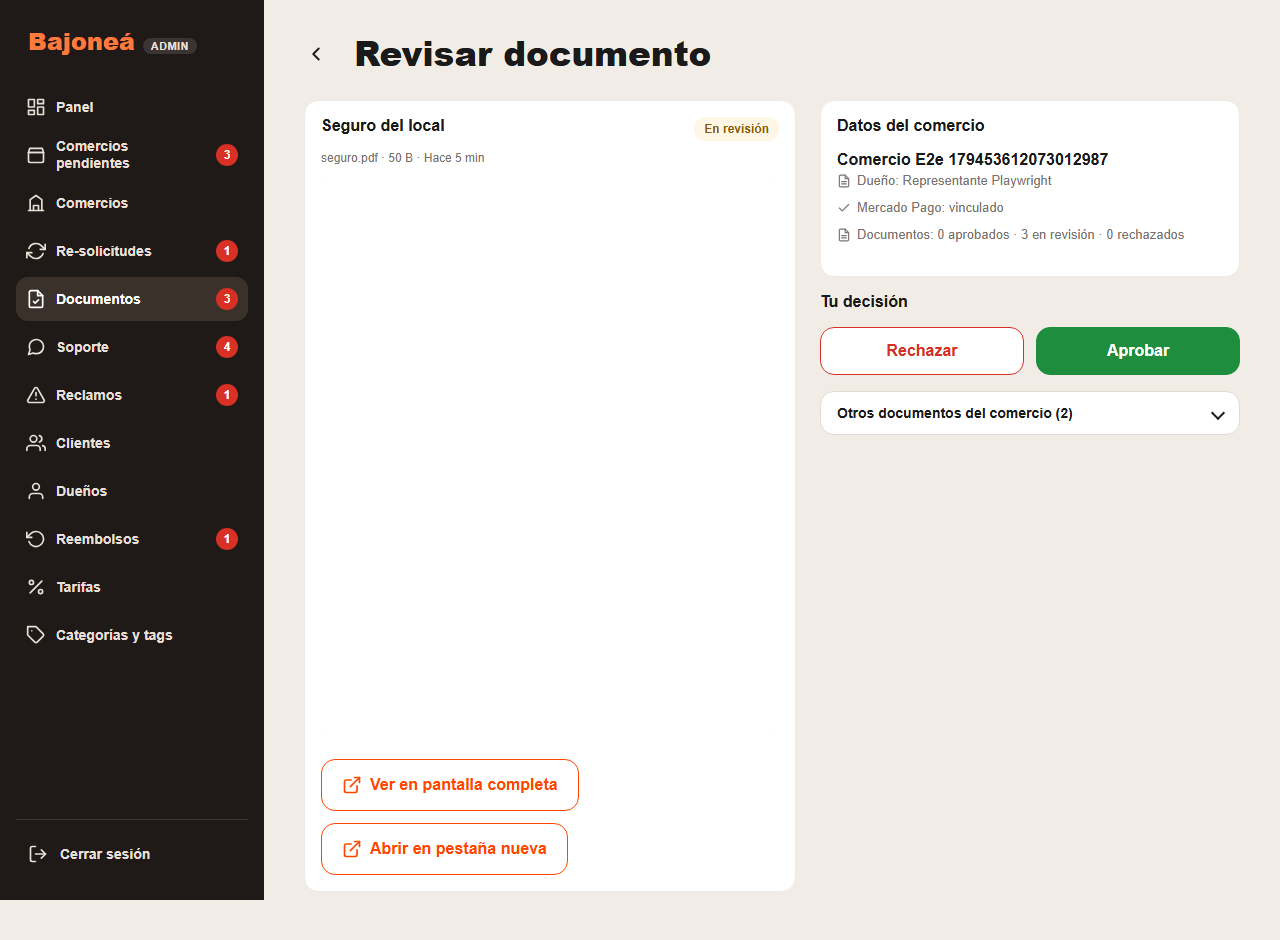 Bajoneá ADMIN
Panel
Comercios
pendientes 3
Comercios
Re-solicitudes 1
Documentos 3
Soporte 4
Reclamos 1
Clientes
Dueños
Reembolsos 1
Tarifas
Categorías y tags
Cerrar sesión
Revisar documento
Seguro del local
En revisión
seguro.pdf · 50 B · Hace 5 min
Ver en pantalla completa
Abrir en pestaña nueva
Datos del comercio
Comercio E2e 179453612073012987
Dueño: Representante Playwright
Mercado Pago: vinculado
Documentos: 0 aprobados · 3 en revisión · 0 rechazados
Tu decisión
Rechazar
Aprobar
Otros documentos del comercio (2)